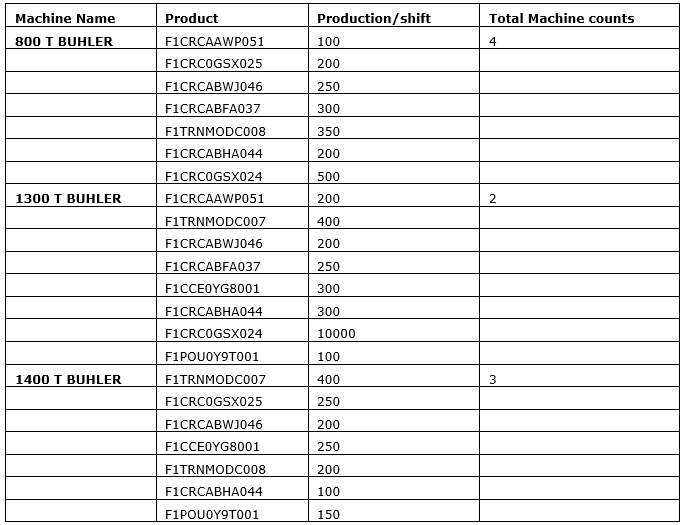 Machine Name Product Production/shift Total Machine counts
800 T BUHLER F1CRCAAWP051 100 4
F1CRC0GSX025 200
F1CRCABWJ046 250
F1CRCABFA037 300
F1TRNMODC008 350
F1CRCABHA044 200
F1CRC0GSX024 500
1300 T BUHLER F1CRCAAWP051 200 2
F1TRNMODC007 400
F1CRCABWJ046 200
F1CRCABFA037 250
F1CCE0YG8001 300
F1CRCABHA044 300
F1CRC0GSX024 10000
F1POU0Y9T001 100
1400 T BUHLER F1TRNMODC007 400 3
F1CRC0GSX025 250
F1CRCABWJ046 200
F1CCE0YG8001 250
F1TRNMODC008 200
F1CRCABHA044 100
F1POU0Y9T001 150